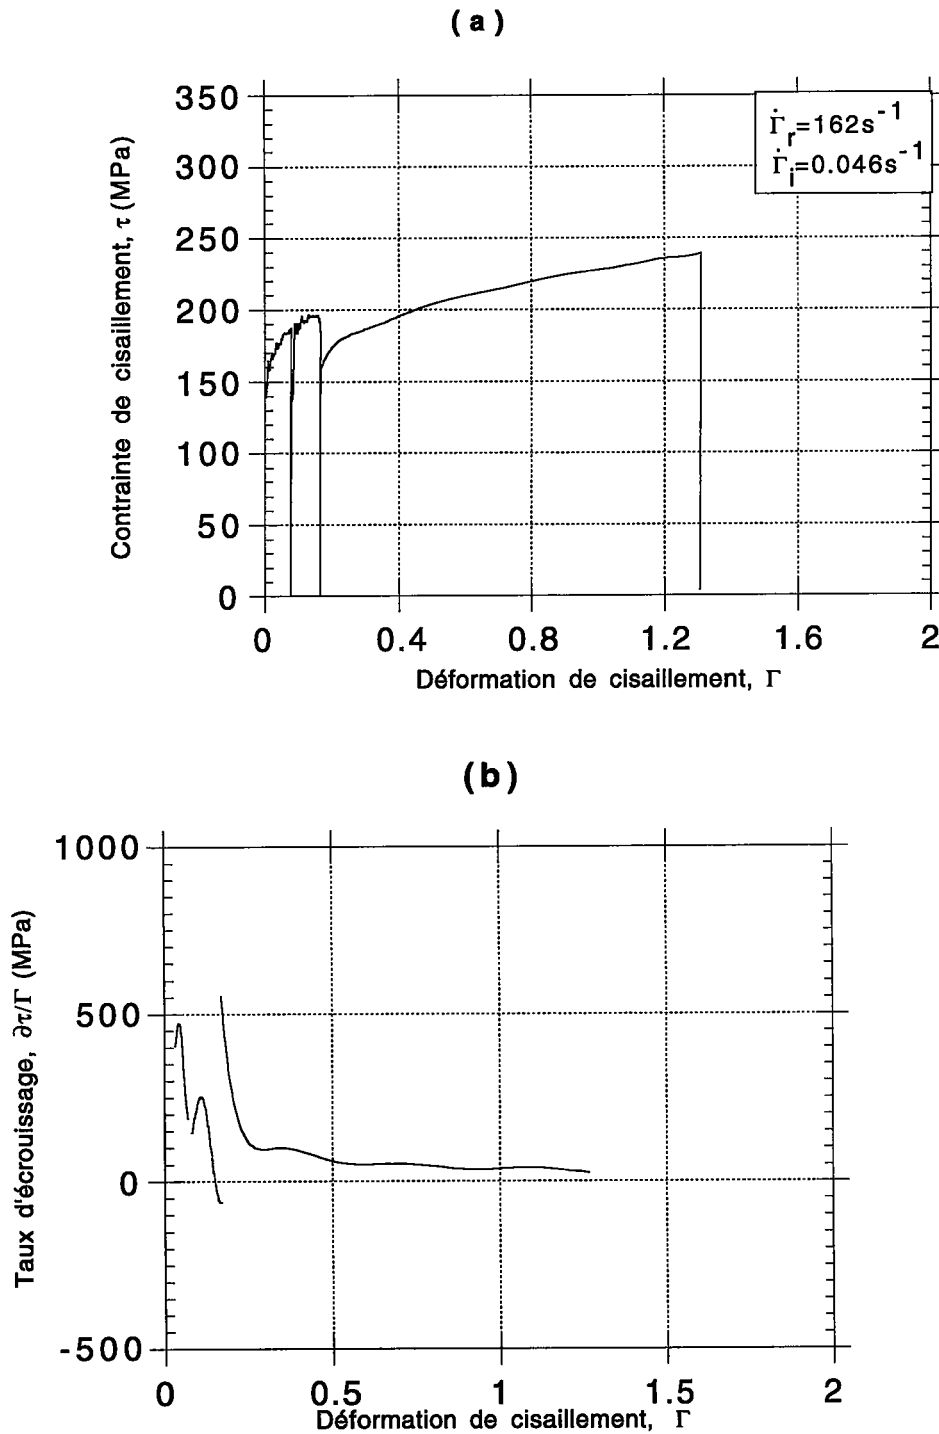 (a)
350
300
250
200
150
100
50
0
Contrainte de cisaillement, τ (MPa)
Γ̇r=162s⁻¹
Γ̇i=0.046s⁻¹
0 0.4 0.8 1.2 1.6 2
Déformation de cisaillement, Γ
(b)
1000
500
0
-500
Taux d'écrouissage, ∂τ/Γ (MPa)
0 0.5 1 1.5 2
Déformation de cisaillement, Γ